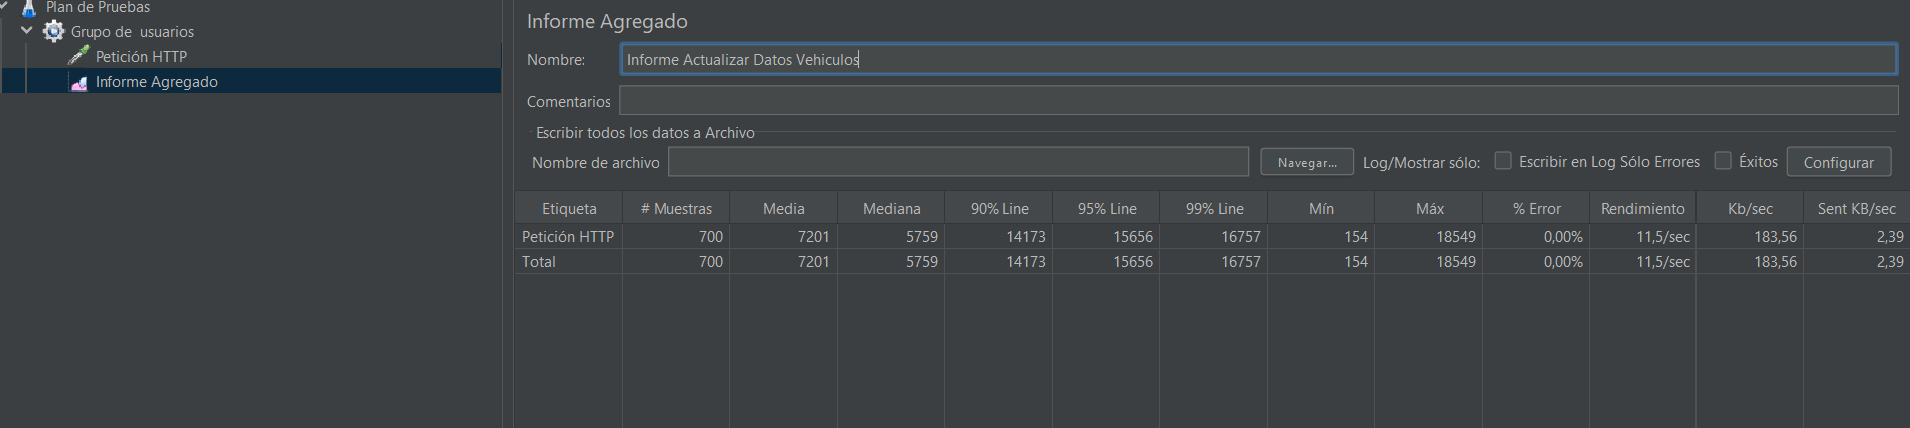 Plan de Pruebas
Grupo de  usuarios
Petición HTTP
Informe Agregado
Informe Agregado
Nombre: Informe Actualizar Datos Vehiculos
Comentarios
Escribir todos los datos a Archivo
Nombre de archivo Navegar... Log/Mostrar sólo: Escribir en Log Sólo Errores Éxitos Configurar
Etiqueta # Muestras Media Mediana 90% Line 95% Line 99% Line Mín Máx % Error Rendimiento Kb/sec Sent KB/sec
Petición HTTP 700 7201 5759 14173 15656 16757 154 18549 0,00% 11,5/sec 183,56 2,39
Total 700 7201 5759 14173 15656 16757 154 18549 0,00% 11,5/sec 183,56 2,39